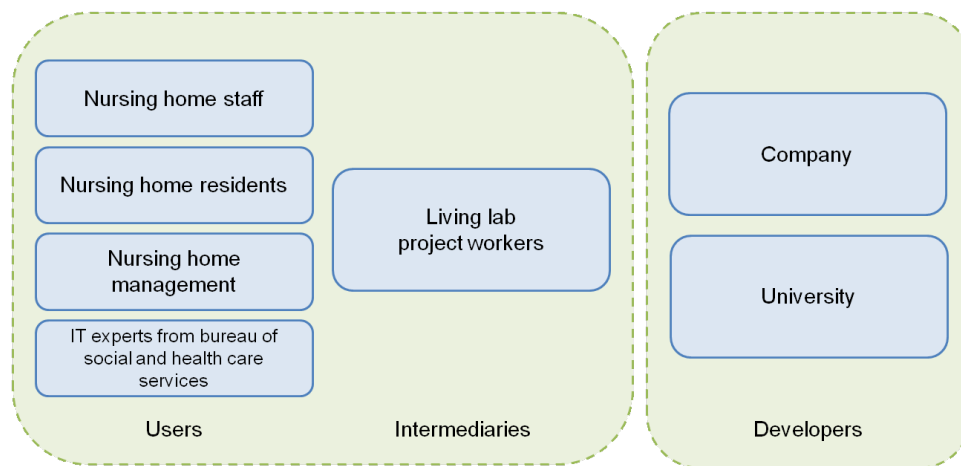 Nursing home staff
Nursing home residents
Nursing home
management
IT experts from bureau of
social and health care
services
Users
Living lab
project workers
Intermediaries
Company
University
Developers